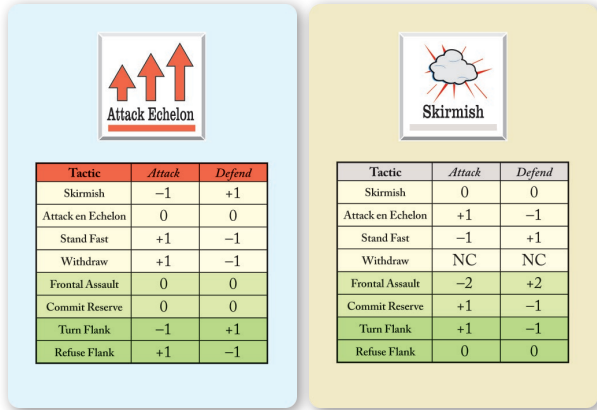 Attack Echelon
Tactic Attack Defend
Skirmish −1 +1
Attack en Echelon 0 0
Stand Fast +1 −1
Withdraw +1 −1
Frontal Assault 0 0
Commit Reserve 0 0
Turn Flank −1 +1
Refuse Flank +1 −1
Skirmish
Tactic Attack Defend
Skirmish 0 0
Attack en Echelon +1 −1
Stand Fast −1 +1
Withdraw NC NC
Frontal Assault −2 +2
Commit Reserve +1 −1
Turn Flank +1 −1
Refuse Flank 0 0